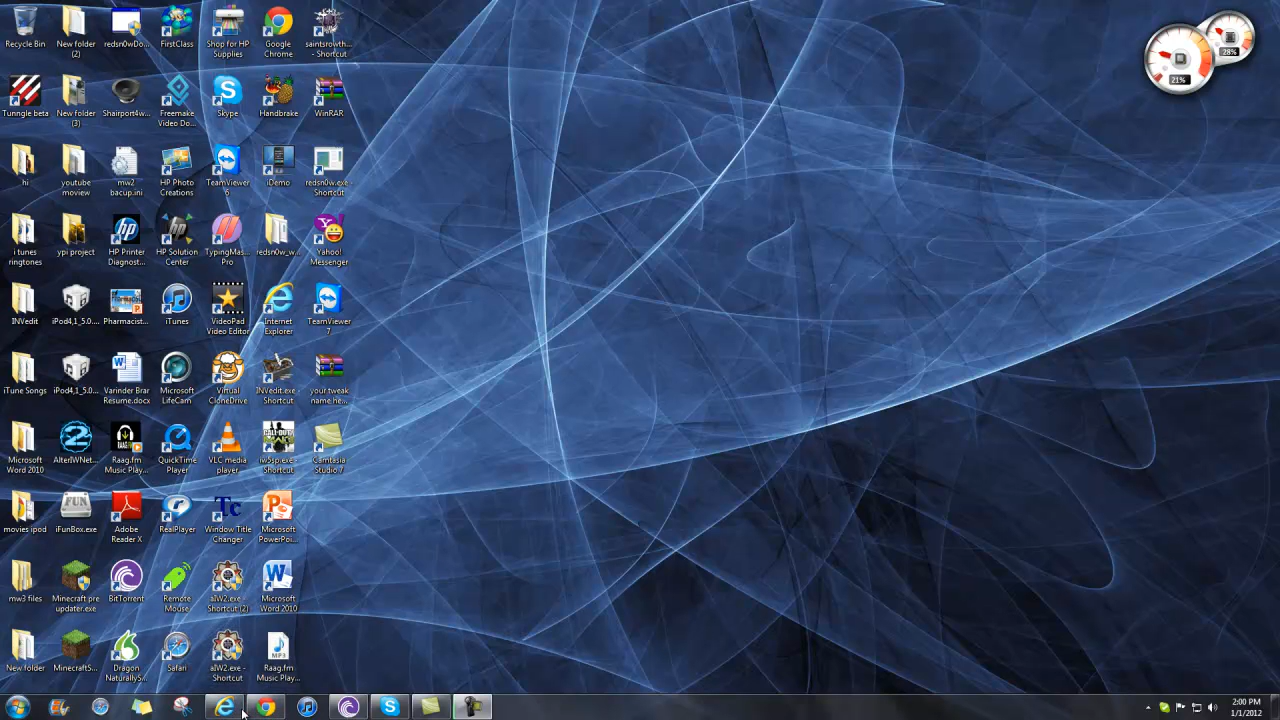 Recycle Bin
New folder
(2)
redsn0wDo...
FirstClass
Shop for HP
Supplies
Google
Chrome
saintsrowth...
- Shortcut
28%
21%
Tunngle beta
New folder
(3)
Shairport4w...
Freemake
Video Do...
Skype
Handbrake
WinRAR
hi
youtube
moview
mw2
bacup.ini
HP Photo
Creations
TeamViewer
6
iDemo
redsn0w.exe -
Shortcut
i tunes
ringtones
ypi project
HP Printer
Diagnost...
HP Solution
Center
TypingMas...
Pro
redsn0w_w...
Yahoo!
Messenger
INVedit
iPod4,1_5.0....
Pharmacist...
iTunes
VideoPad
Video Editor
Internet
Explorer
TeamViewer
7
iTune Songs
iPod4,1_5.0...
Varinder Brar
Resume.docx
Microsoft
LifeCam
Virtual
CloneDrive
INVedit.exe -
Shortcut
your tweak
name he...
Microsoft
Word 2010
AlterIWNet...
Raag.fm
Music Play...
QuickTime
Player
VLC media
player
iw5sp.exe -
Shortcut
Camtasia
Studio 7
movies ipod
iFunBox.exe
Adobe
Reader X
RealPlayer
Window Title
Changer
Microsoft
PowerPoi...
mw3 files
Minecraft pre
updater.exe
BitTorrent
Remote
Mouse
aIW2.exe -
Shortcut (2)
Microsoft
Word 2010
New folder
MinecraftS...
Dragon
NaturallyS...
Safari
aIW2.exe -
Shortcut
Raag.fm
Music Play...
2:00 PM
1/1/2012